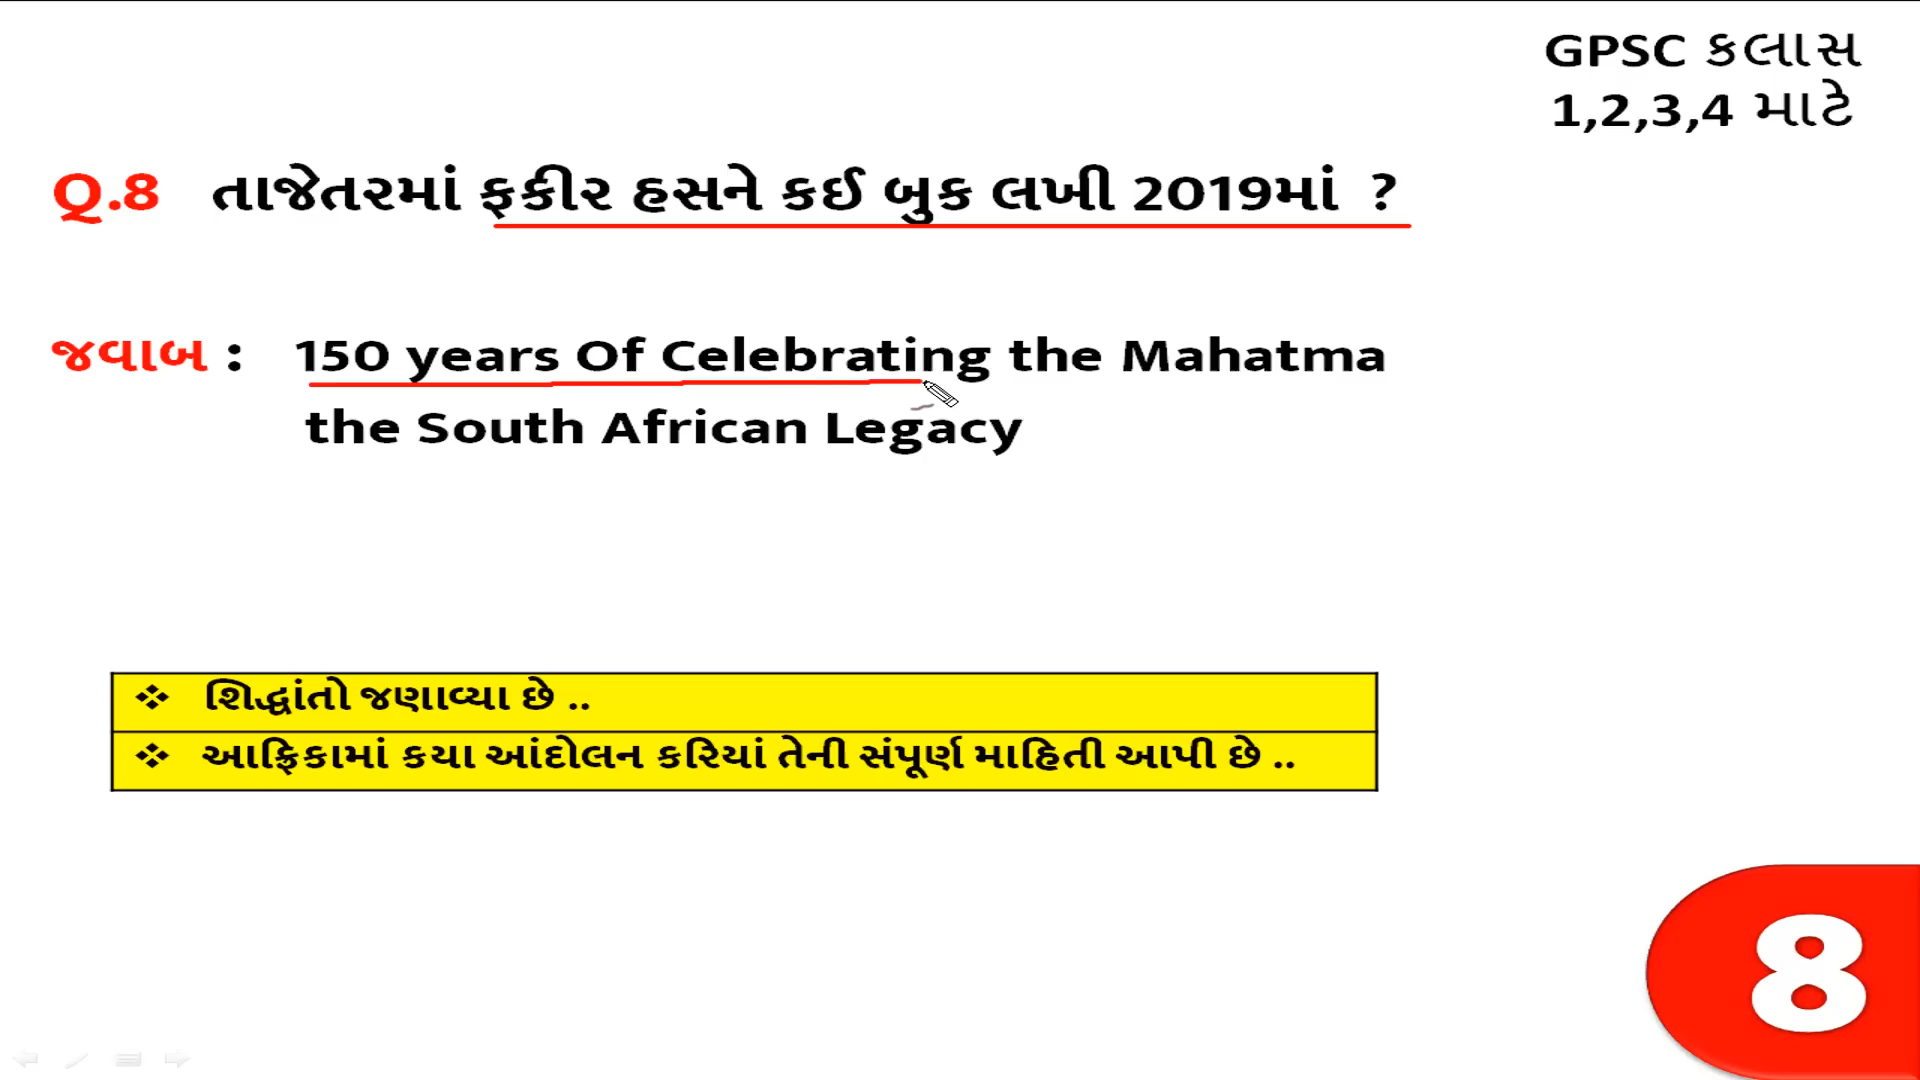 GPSC કલાસ
1,2,3,4 માટે
Q.8 તાજેતરમાં ફકીર હસને કઈ બુક લખી 2019માં ?
જવાબ : 150 years Of Celebrating the Mahatma
the South African Legacy
❖ શિદ્ધાંતો જણાવ્યા છે ..
❖ આફ્રિકામાં કયા આંદોલન કરિયાં તેની સંપૂર્ણ માહિતી આપી છે ..
8